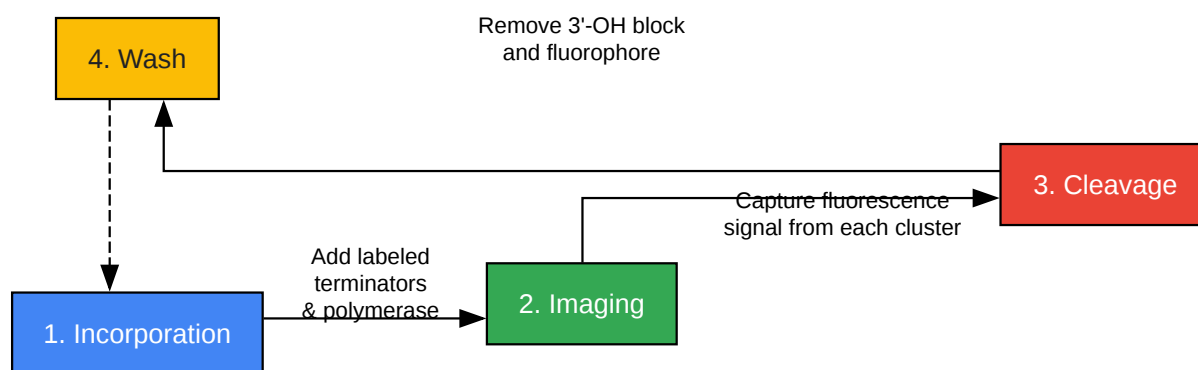 Remove 3'-OH block
and fluorophore
4. Wash
3. Cleavage
Capture fluorescence
signal from each cluster
Add labeled
terminators
& polymerase
2. Imaging
1. Incorporation